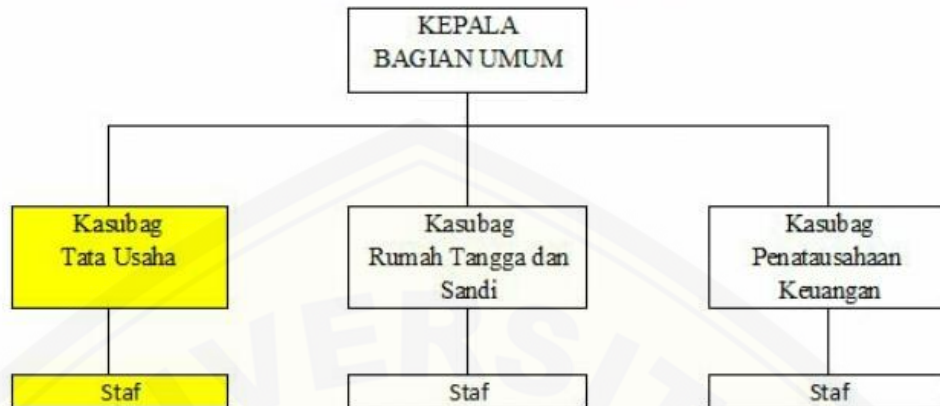 KEPALA
BAGIAN UMUM
Kasubag
Tata Usaha
Kasubag
Rumah Tangga dan
Sandi
Kasubag
Penatausahaan
Keuangan
Staf
Staf
Staf